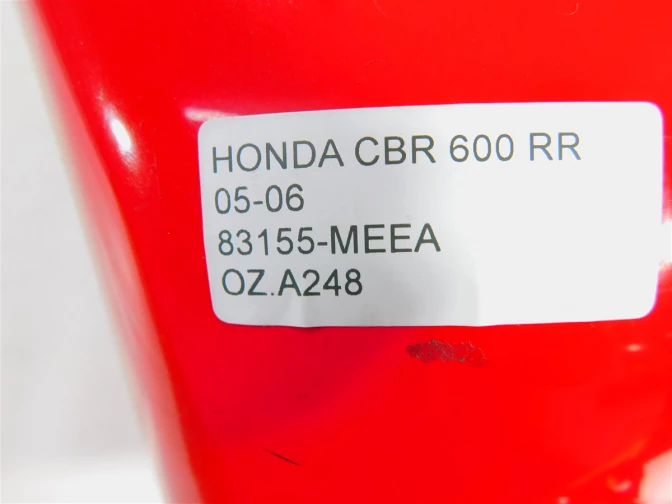 HONDA CBR 600 RR
05-06
83155-MEEA
OZ.A248